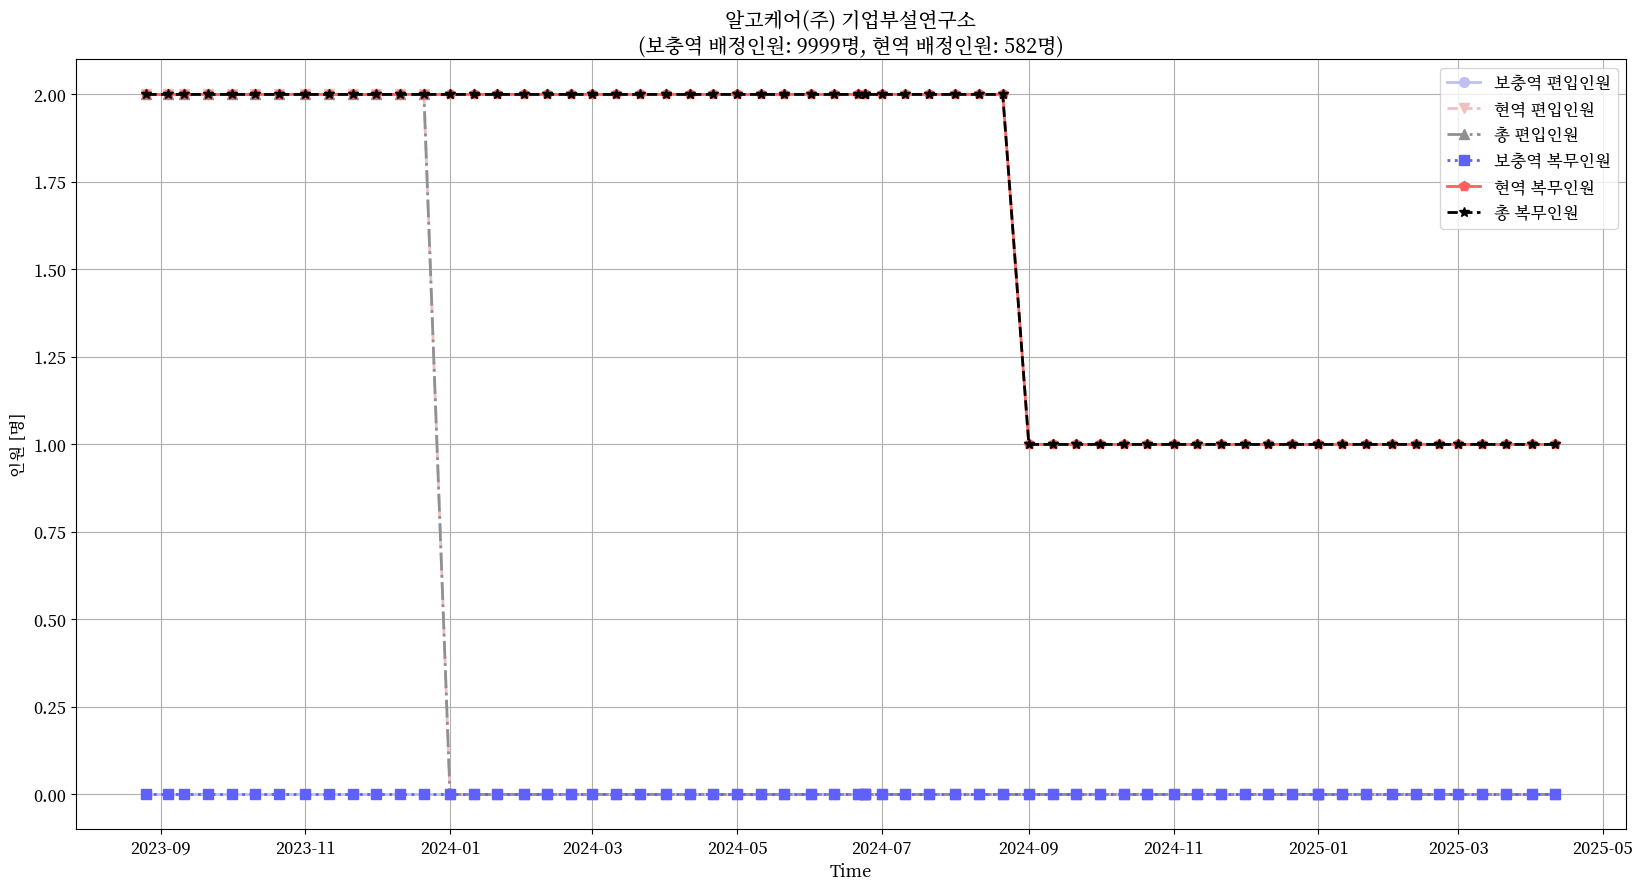 알고케어(주) 기업부설연구소
(보충역 배정인원: 9999명, 현역 배정인원: 582명)
보충역 편입인원
현역 편입인원
총 편입인원
보충역 복무인원
현역 복무인원
총 복무인원
2.00
1.75
1.50
1.25
1.00
0.75
0.50
0.25
0.00
인원 [명]
2023-09
2023-11
2024-01
2024-03
2024-05
2024-07
2024-09
2024-11
2025-01
2025-03
2025-05
Time